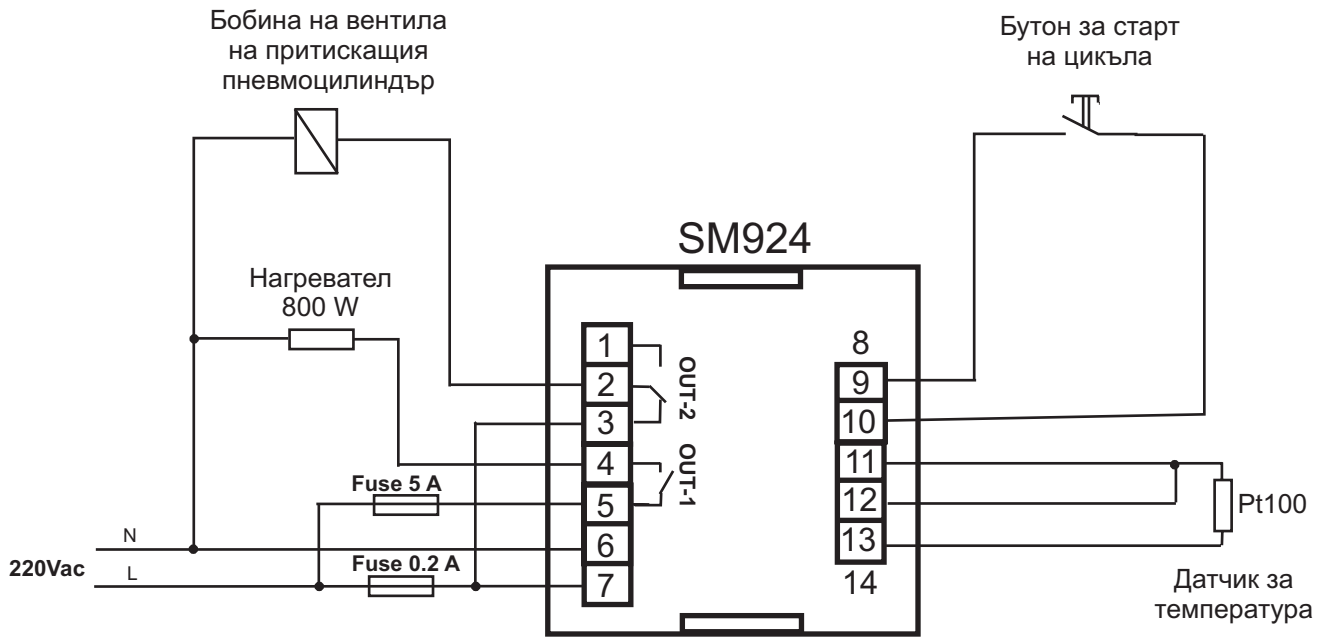 Бобина на вентила
на притискащия
пневмоцилиндър
Бутон за старт
на цикъла
SM924
Нагревател
800 W
1
2
3
4
5
6
7
OUT-2
OUT-1
8
9
10
11
12
13
14
Fuse 5 A
N
220Vac
L
Fuse 0.2 A
Pt100
Датчик за
температура